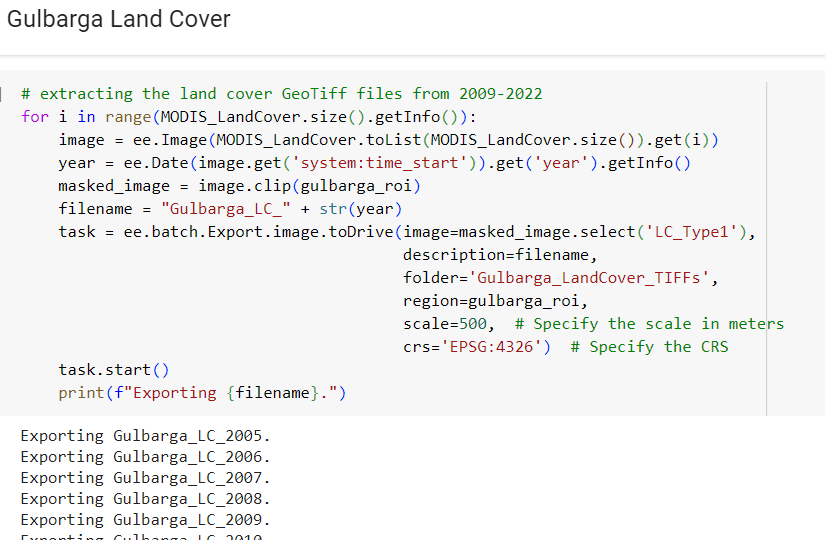 Gulbarga Land Cover
# extracting the land cover GeoTiff files from 2009-2022
for i in range(MODIS_LandCover.size().getInfo()):
    image = ee.Image(MODIS_LandCover.toList(MODIS_LandCover.size()).get(i))
    year = ee.Date(image.get('system:time_start')).get('year').getInfo()
    masked_image = image.clip(gulbarga_roi)
    filename = "Gulbarga_LC_" + str(year)
    task = ee.batch.Export.image.toDrive(image=masked_image.select('LC_Type1'),
                                         description=filename,
                                         folder='Gulbarga_LandCover_TIFFs',
                                         region=gulbarga_roi,
                                         scale=500,  # Specify the scale in meters
                                         crs='EPSG:4326')  # Specify the CRS
    task.start()
    print(f"Exporting {filename}.")
Exporting Gulbarga_LC_2005.
Exporting Gulbarga_LC_2006.
Exporting Gulbarga_LC_2007.
Exporting Gulbarga_LC_2008.
Exporting Gulbarga_LC_2009.
Exporting Gulbarga_LC_2010